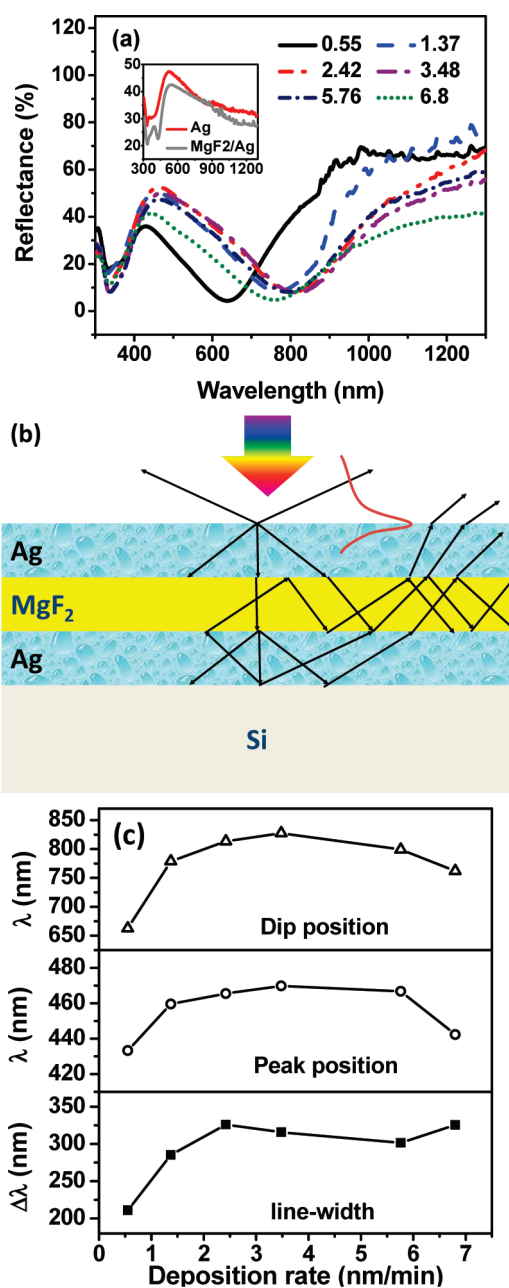 (a)
120
100
80
60
40
20
0
Reflectance (%)
50
40
30
20
300 600 900 1300
Ag
MgF2/Ag
0.55 1.37
2.42 3.48
5.76 6.8
400 600 800 1000 1200
Wavelength (nm)
(b)
Ag
MgF2
Ag
Si
(c)
850
800
750
700
650
λ (nm)
Dip position
480
460
440
420
λ (nm)
Peak position
350
300
250
200
Δλ (nm)
line-width
0 1 2 3 4 5 6 7
Deposition rate (nm/min)